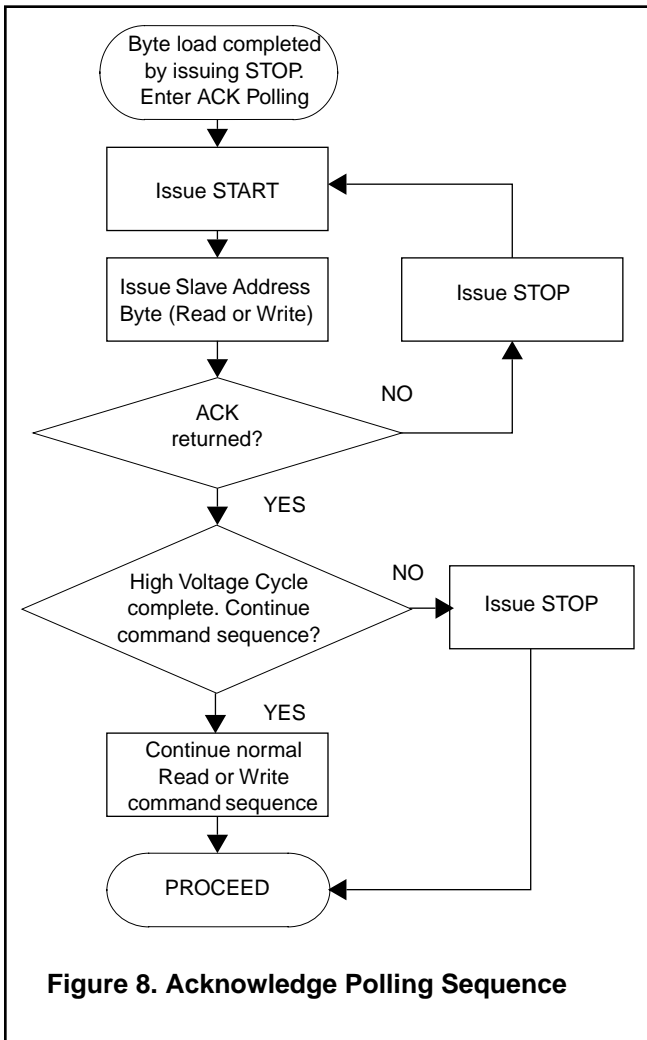 Byte load completed
by issuing STOP.
Enter ACK Polling
Issue START
Issue Slave Address
Byte (Read or Write)
Issue STOP
ACK
returned?
NO
YES
High Voltage Cycle
complete. Continue
command sequence?
NO
Issue STOP
YES
Continue normal
Read or Write
command sequence
PROCEED
Figure 8. Acknowledge Polling Sequence